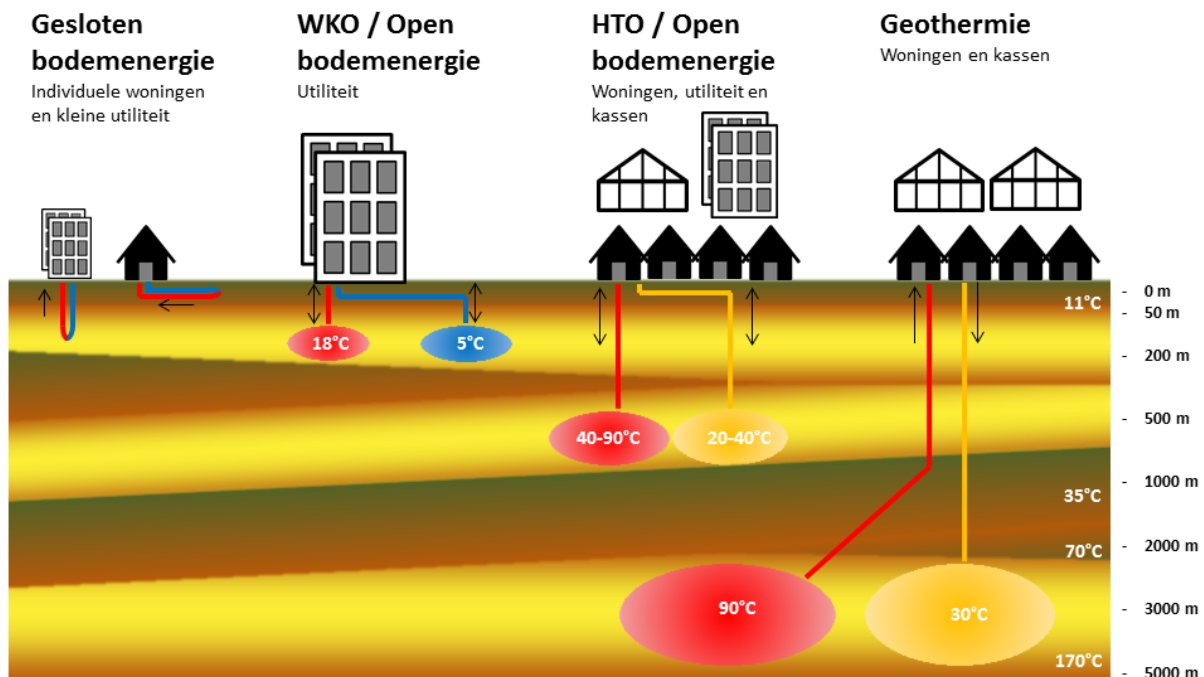 Gesloten
bodemenergie
Individuele woningen
en kleine utiliteit
WKO / Open
bodemenergie
Utiliteit
HTO / Open
bodemenergie
Woningen, utiliteit en
kassen
Geothermie
Woningen en kassen
18°C
5°C
40-90°C
20-40°C
90°C
30°C
11°C
35°C
70°C
170°C
- 0 m
- 50 m
- 200 m
- 500 m
- 1000 m
- 2000 m
- 3000 m
- 5000 m